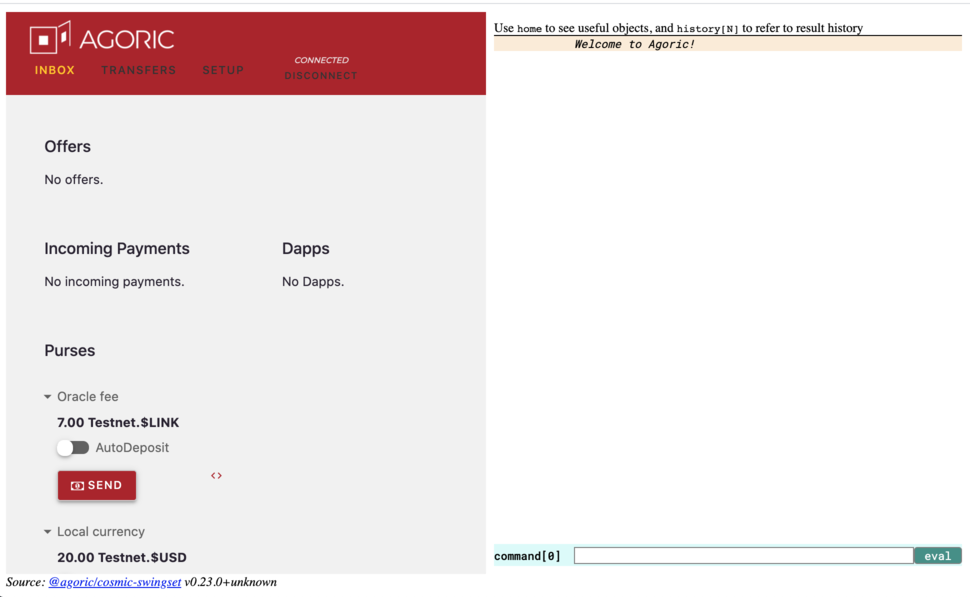 AGORIC
INBOX TRANSFERS SETUP CONNECTED
DISCONNECT
Offers
No offers.
Incoming Payments Dapps
No incoming payments. No Dapps.
Purses
Oracle fee
7.00 Testnet.$LINK
AutoDeposit
SEND <>
Local currency
20.00 Testnet.$USD
Use home to see useful objects, and history[N] to refer to result history
Welcome to Agoric!
command[0] eval
Source: @agoric/cosmic-swingset v0.23.0+unknown